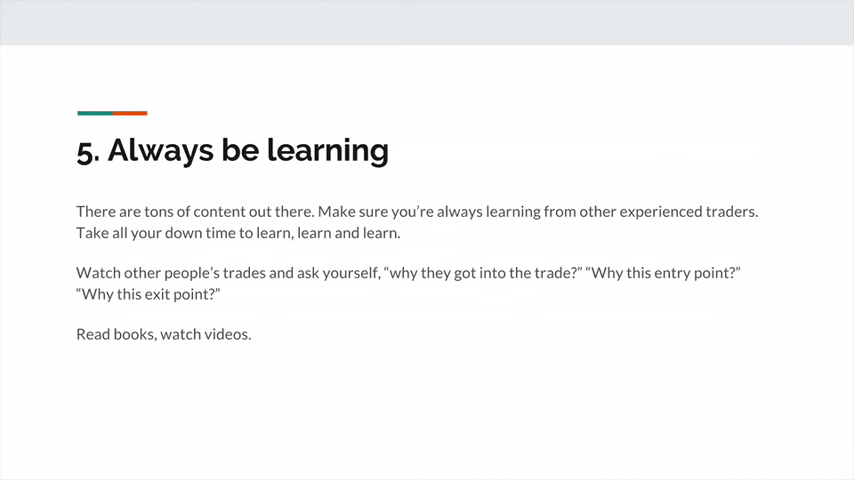 5. Always be learning
There are tons of content out there. Make sure you’re always learning from other experienced traders.
Take all your down time to learn, learn and learn.
Watch other people’s trades and ask yourself, “why they got into the trade?” “Why this entry point?”
“Why this exit point?”
Read books, watch videos.